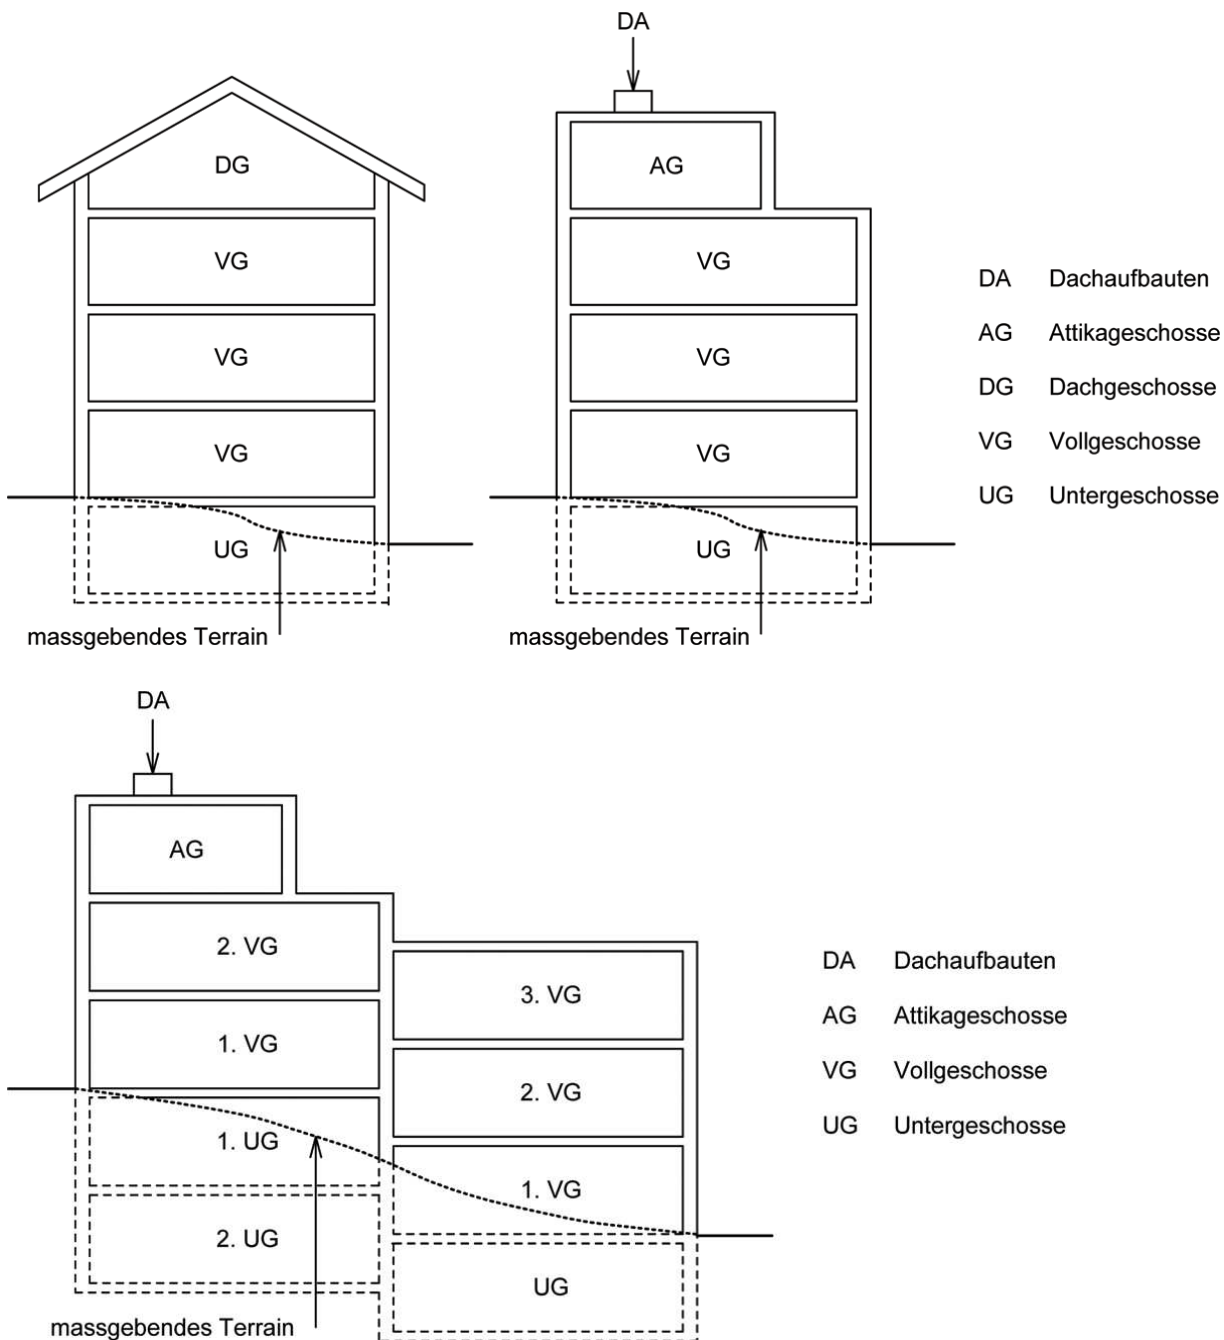 DA
DG
AG
VG
VG
VG
VG
VG
VG
UG
UG
massgebendes Terrain
massgebendes Terrain
DA Dachaufbauten
AG Attikageschosse
DG Dachgeschosse
VG Vollgeschosse
UG Untergeschosse
DA
AG
2. VG
1. VG
1. UG
2. UG
3. VG
2. VG
1. VG
UG
massgebendes Terrain
DA Dachaufbauten
AG Attikageschosse
VG Vollgeschosse
UG Untergeschosse